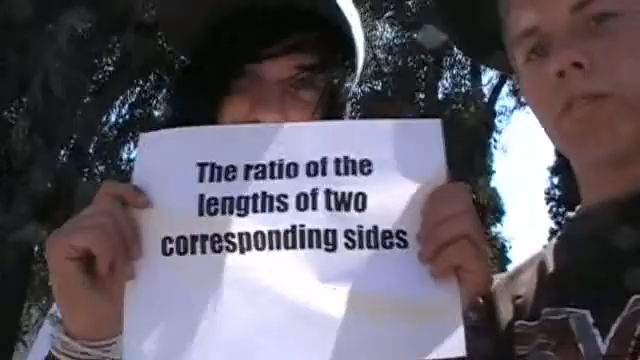 The ratio of the
lengths of two
corresponding sides